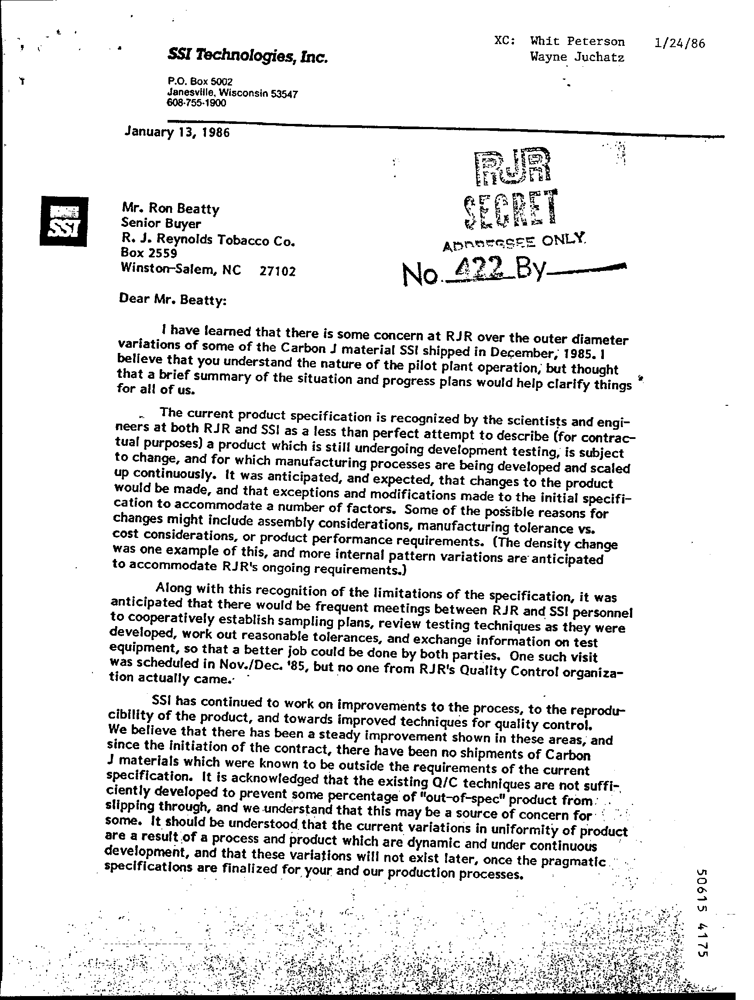 XC: Whit Peterson 1/24/86
Wayne Juchatz
SSI Technologies, Inc.
P.O. Box 5002
Janesville, Wisconsin 53547
608-755-1900
January 13, 1986
RJR
SECRET
ADDRESSEE ONLY.
No. 422 By
SSI
Mr. Ron Beatty
Senior Buyer
R. J. Reynolds Tobacco Co.
Box 2559
Winston-Salem, NC 27102
Dear Mr. Beatty:
I have learned that there is some concern at RJR over the outer diameter
variations of some of the Carbon J material SSI shipped in December, 1985. I
believe that you understand the nature of the pilot plant operation, but thought
that a brief summary of the situation and progress plans would help clarify things
for all of us.
The current product specification is recognized by the scientists and engi-
neers at both RJR and SSI as a less than perfect attempt to describe (for contrac-
tual purposes) a product which is still undergoing development testing, is subject
to change, and for which manufacturing processes are being developed and scaled
up continuously. It was anticipated, and expected, that changes to the product
would be made, and that exceptions and modifications made to the initial specifi-
cation to accommodate a number of factors. Some of the possible reasons for
changes might include assembly considerations, manufacturing tolerance vs.
cost considerations, or product performance requirements. (The density change
was one example of this, and more internal pattern variations are anticipated
to accommodate RJR's ongoing requirements.)
Along with this recognition of the limitations of the specification, it was
anticipated that there would be frequent meetings between RJR and SSI personnel
to cooperatively establish sampling plans, review testing techniques as they were
developed, work out reasonable tolerances, and exchange information on test
equipment, so that a better job could be done by both parties. One such visit
was scheduled in Nov./Dec. '85, but no one from RJR's Quality Control organiza-
tion actually came.
SSI has continued to work on improvements to the process, to the reprodu-
cibility of the product, and towards improved techniques for quality control.
We believe that there has been a steady improvement shown in these areas, and
since the initiation of the contract, there have been no shipments of Carbon
J materials which were known to be outside the requirements of the current
specification. It is acknowledged that the existing Q/C techniques are not suffi-
ciently developed to prevent some percentage of "out-of-spec" product from
slipping through, and we understand that this may be a source of concern for
some. It should be understood that the current variations in uniformity of product
are a result of a process and product which are dynamic and under continuous
development, and that these variations will not exist later, once the pragmatic
specifications are finalized for your and our production processes.
50615 4175